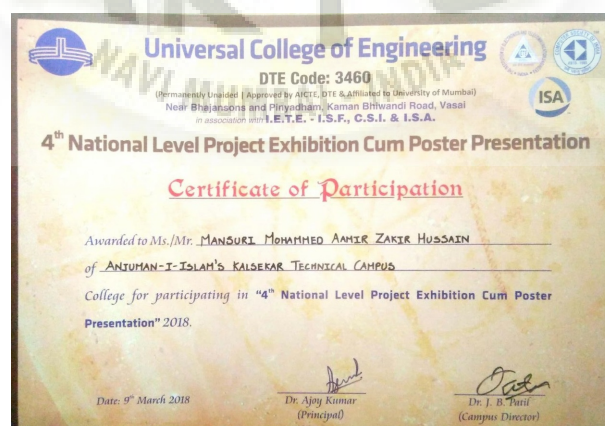 Universal College of Engineering
DTE Code: 3460
(Permanently Unaided | Approved by AICTE, DTE & Affiliated to University of Mumbai)
Near Bhajansons and Pinyadham, Kaman Bhiwandi Road, Vasai
in association with I.E.T.E. - I.S.F., C.S.I. & I.S.A.
ISA
4th National Level Project Exhibition Cum Poster Presentation
Certificate of Participation
Awarded to Ms./Mr. MANSURI MOHAMMED AAMIR ZAKIR HUSSAIN
of ANJUMAN-I-ISLAM'S KALSEKAR TECHNICAL CAMPUS
College for participating in "4th National Level Project Exhibition Cum Poster
Presentation" 2018.
Date: 9th March 2018
Dr. Ajoy Kumar
(Principal)
Dr. J. B. Patil
(Campus Director)